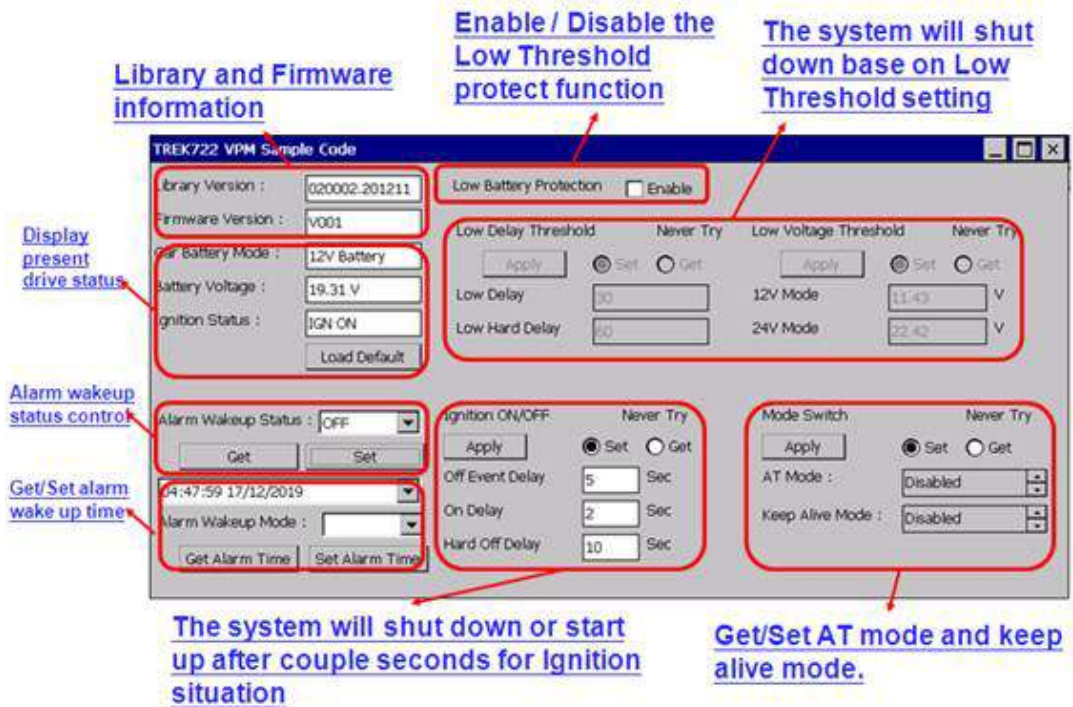 Enable / Disable the
Low Threshold
protect function
The system will shut
down base on Low
Threshold setting
Library and Firmware
information
TREK722 VPM Sample Code
Library Version :
020002.201211
Firmware Version :
V001
Low Battery Protection
Enable
Display
present
drive status
Car Battery Mode :
12V Battery
Battery Voltage :
19.31 V
Ignition Status :
IGN ON
Load Default
Low Delay Threshold
Never Try
Apply
Set
Get
Low Delay
30
Low Hard Delay
60
Low Voltage Threshold
Never Try
Apply
Set
Get
12V Mode
11.43
V
24V Mode
22.42
V
Alarm wakeup
status control
Alarm Wakeup Status :
OFF
Get
Set
Get/Set alarm
wake up time
04:47:59 17/12/2019
Alarm Wakeup Mode :
Get Alarm Time
Set Alarm Time
Ignition ON/OFF
Never Try
Apply
Set
Get
Off Event Delay
5
Sec
On Delay
2
Sec
Hard Off Delay
10
Sec
Mode Switch
Never Try
Apply
Set
Get
AT Mode :
Disabled
Keep Alive Mode :
Disabled
The system will shut down or start
up after couple seconds for Ignition
situation
Get/Set AT mode and keep
alive mode.